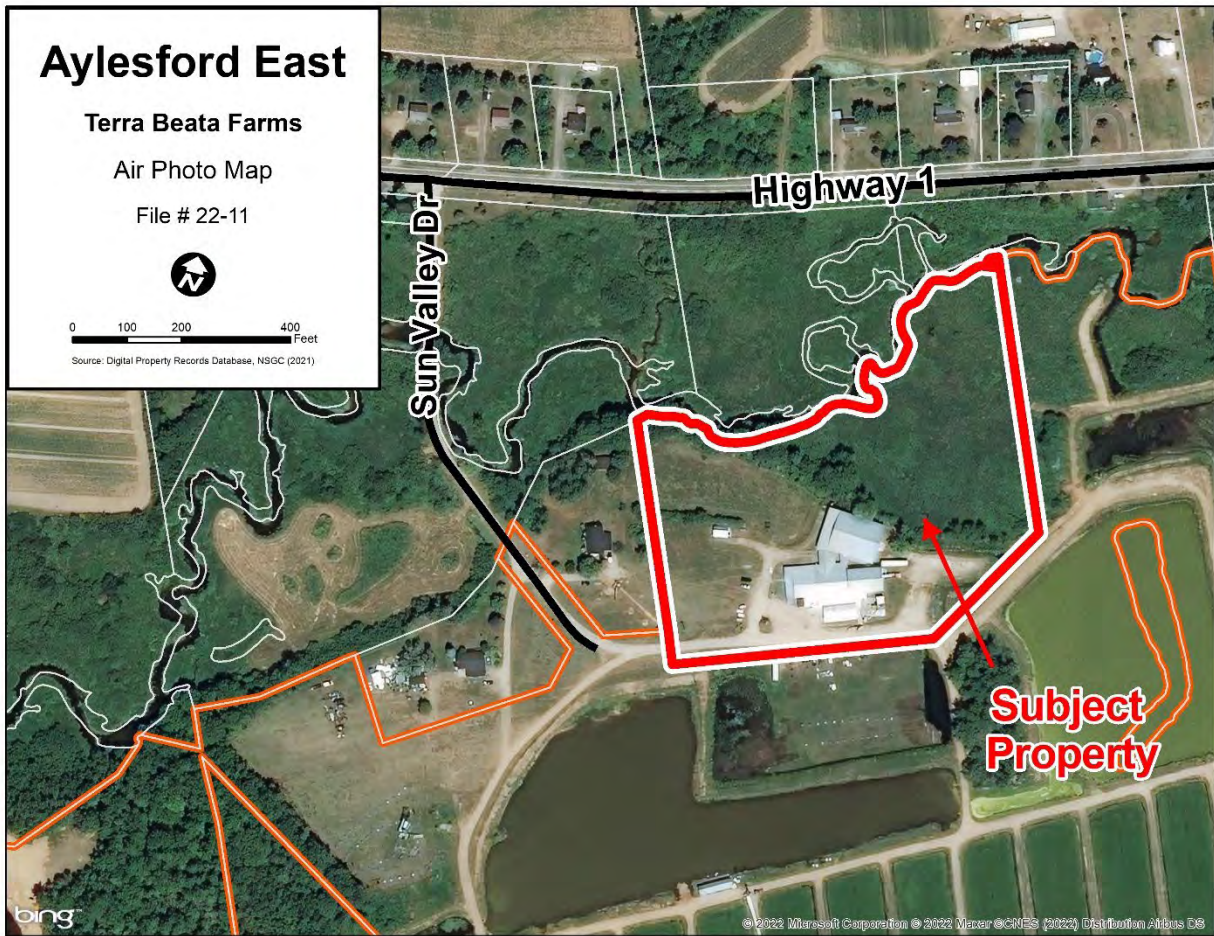 Aylesford East
Terra Beata Farms
Air Photo Map
File # 22-11
N
0 100 200 400
Feet
Source: Digital Property Records Database, NSGC (2021)
Highway 1
Sun Valley Dr
Subject
Property
bing™
© 2022 Microsoft Corporation © 2022 Maxar ©CNES (2022) Distribution Airbus DS